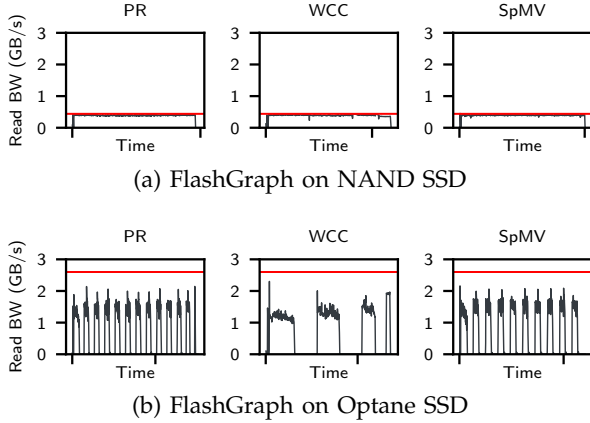 PR WCC SpMV
Read BW (GB/s)
3
2
1
0
Time Time Time
(a) FlashGraph on NAND SSD
PR WCC SpMV
Read BW (GB/s)
3
2
1
0
Time Time Time
(b) FlashGraph on Optane SSD